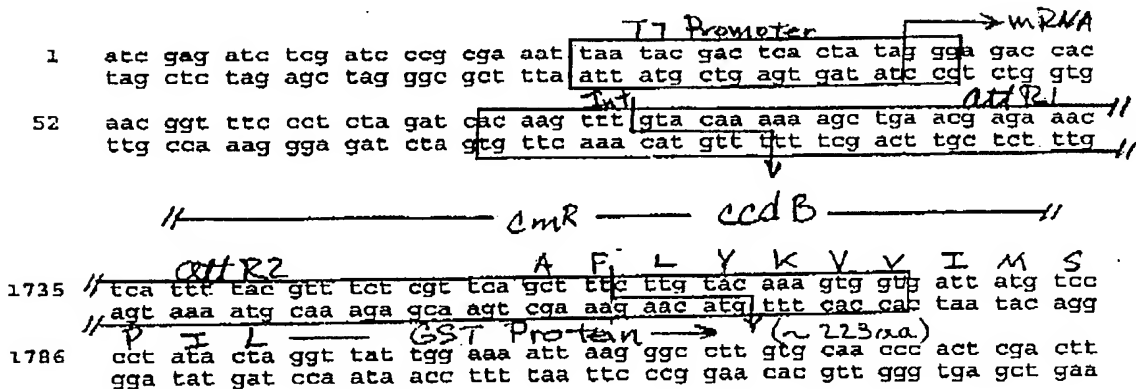 T7 Promoter mRNA
1 atc gag atc tcg atc ccg cga aat taa tac gac tca cta tag gga gac cac
tag ctc tag agc tag ggc gct tta att atg ctg agt gat atc cct ctg gtg
Int attR1
52 aac ggt ttc cct cta gat cac aag ttt gta caa aaa agc tga acg aga aac
ttg cca aag gga gat cta gtg ttc aaa cat gtt ttt tcg act tgc tct ttg
cmR ccdB
attR2 A F L Y K V V I M S
1735 tca ttt tac gtt tct cgt tca gct ttc ttg tac aaa gtg gtg att atg tcc
agt aaa atg caa aga gca agt cga aag aac atg ttt cac cac taa tac agg
P I L GST Protein (~ 223aa)
1786 cct ata cta ggt tat tgg aaa att aag ggc ctt gtg caa ccc act cga ctt
gga tat gat cca ata acc ttt taa ttc ccg gaa cac gtt ggg tga gct gaa